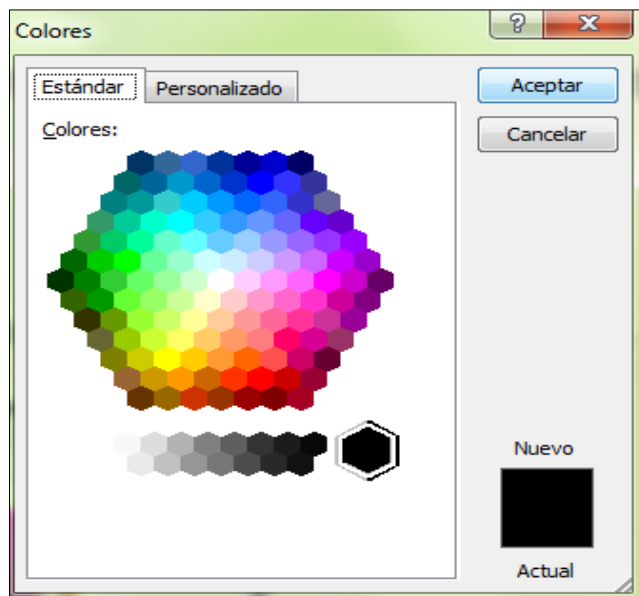 Colores
?
X
Estándar
Personalizado
Aceptar
Colores:
Cancelar
Nuevo
Actual